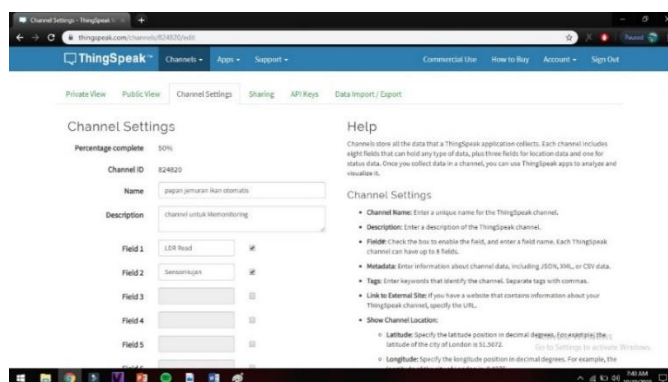 Channel Settings - ThingSpeak
thingspeak.com/channels/824820/edit
Paused
ThingSpeak™
Channels
Apps
Support
Commercial Use
How to Buy
Account
Sign Out
Private View
Public View
Channel Settings
Sharing
API Keys
Data Import / Export
Channel Settings
Percentage complete 50%
Channel ID 824820
Name papan jemuran ikan otomatis
Description channel untuk Memonitoring
Field 1 LDR Read
Field 2
Field 3
Field 4
Field 5
Help
Channels store all the data that a ThingSpeak application collects. Each channel includes
eight fields that can hold any type of data, plus three fields for location data and one for
status data. Once you collect data in a channel, you can use ThingSpeak apps to analyze and
visualize it.
Channel Settings
Channel Name: Enter a unique name for the ThingSpeak channel.
Description: Enter a description of the ThingSpeak channel.
Field#: Check the box to enable the field, and enter a field name. Each ThingSpeak
channel can have up to 8 fields.
Metadata: Enter information about channel data, including JSON, XML, or CSV data.
Tags: Enter keywords that identify the channel. Separate tags with commas.
Link to External Site: If you have a website that contains information about your
ThingSpeak channel, specify the URL.
Show Channel Location:
Latitude: Specify the latitude position in decimal degrees. For example, the
latitude of the city of London is 51.5072.
Go to Settings to activate Windows.
Longitude: Specify the longitude position in decimal degrees. For example, the
7:40 AM